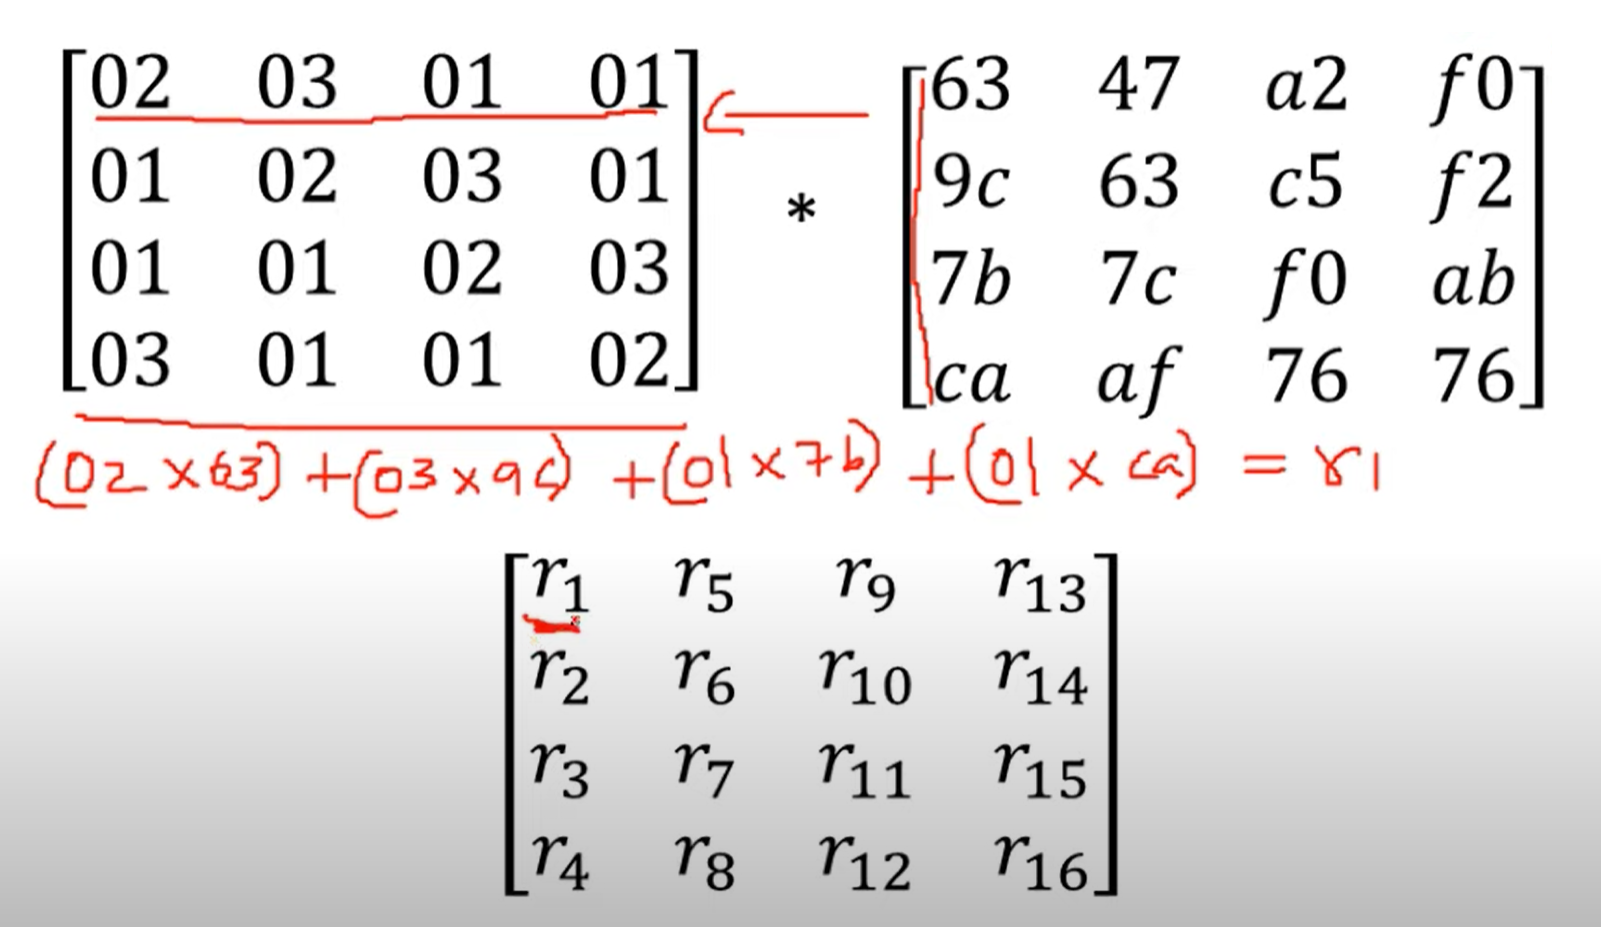 02 03 01 01
01 02 03 01
01 01 02 03
03 01 01 02
*
63 47 a2 f0
9c 63 c5 f2
7b 7c f0 ab
ca af 76 76
(02 × 63) + (03 × 9c) + (01 × 7b) + (01 × ca) = r1
r1 r5 r9 r13
r2 r6 r10 r14
r3 r7 r11 r15
r4 r8 r12 r16